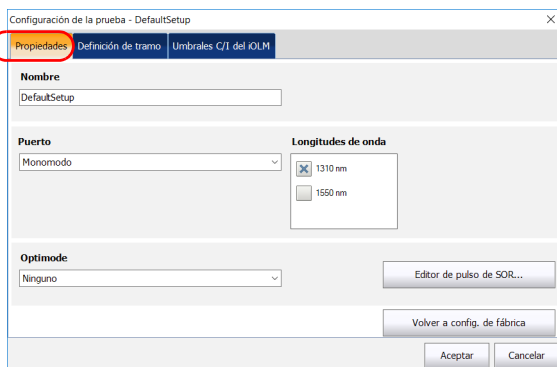 Configuración de la prueba - DefaultSetup
Propiedades Definición de tramo Umbrales C/I del iOLM
Nombre
DefaultSetup
Puerto Longitudes de onda
Monomodo
1310 nm
1550 nm
Optimode
Ninguno
Editor de pulso de SOR...
Volver a config. de fábrica
Aceptar Cancelar